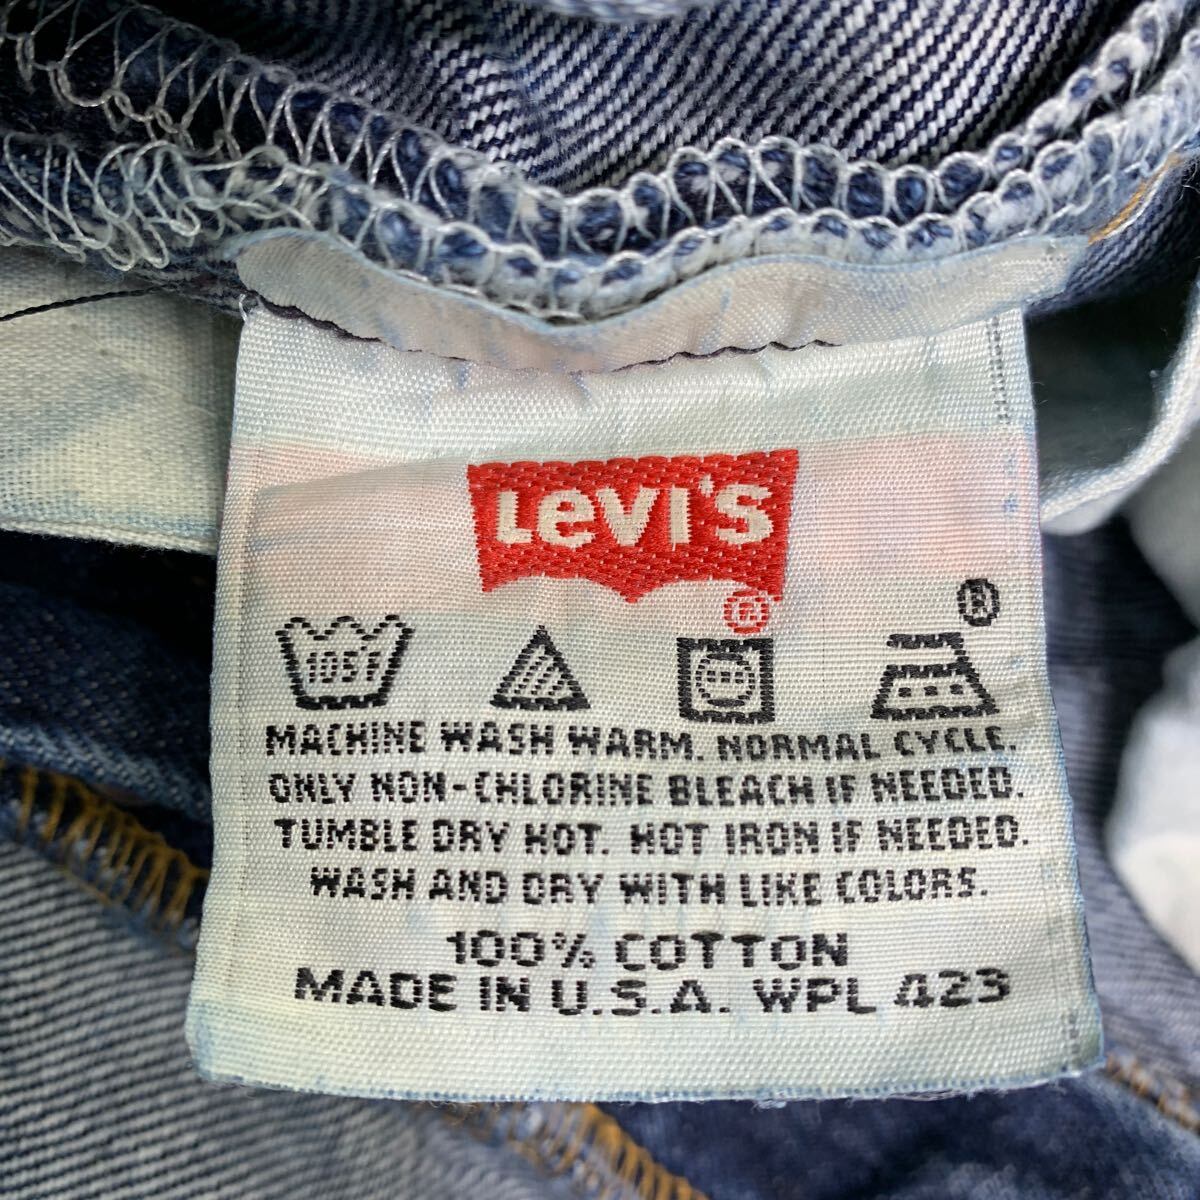 LEVI'S
®
®
105°F
MACHINE WASH WARM. NORMAL CYCLE.
ONLY NON-CHLORINE BLEACH IF NEEDED.
TUMBLE DRY HOT. HOT IRON IF NEEDED.
WASH AND DRY WITH LIKE COLORS.
100% COTTON
MADE IN U.S.A. WPL 423